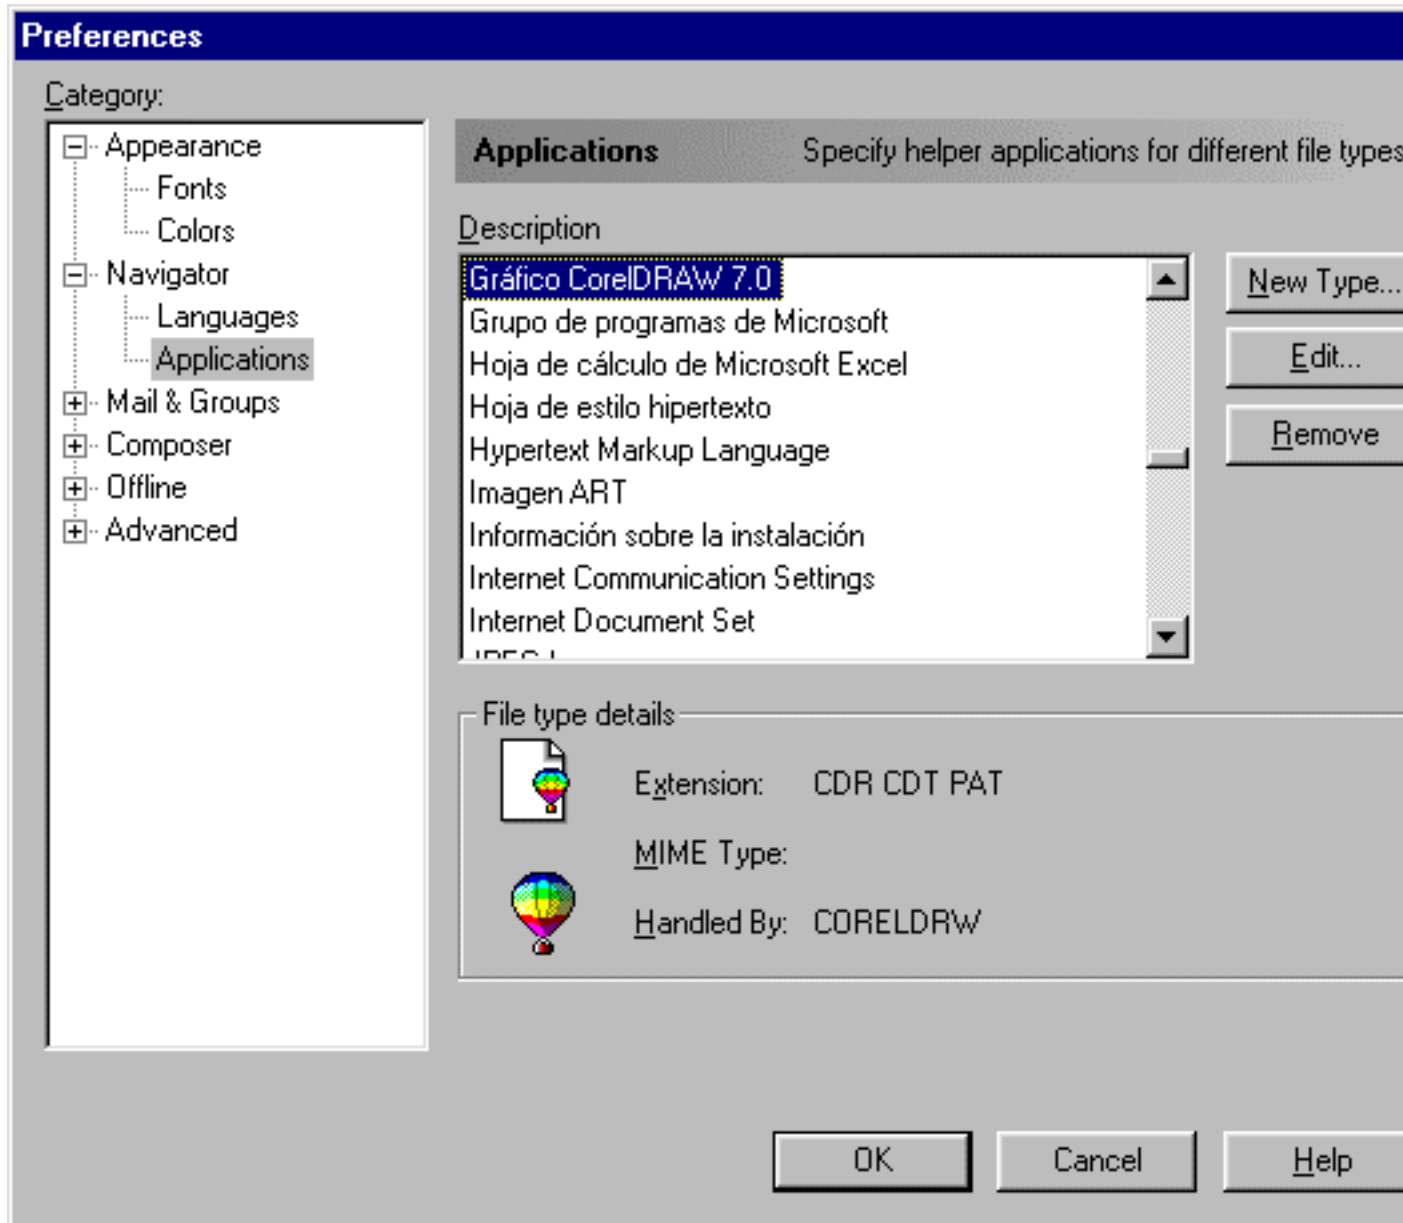 Preferences
Category:
Appearance
Fonts
Colors
Navigator
Languages
Applications
Mail & Groups
Composer
Offline
Advanced
Applications Specify helper applications for different file types
Description
Gráfico CorelDRAW 7.0
Grupo de programas de Microsoft
Hoja de cálculo de Microsoft Excel
Hoja de estilo hipertexto
Hypertext Markup Language
Imagen ART
Información sobre la instalación
Internet Communication Settings
Internet Document Set
New Type...
Edit...
Remove
File type details
Extension: CDR CDT PAT
MIME Type:
Handled By: CORELDRW
OK Cancel Help